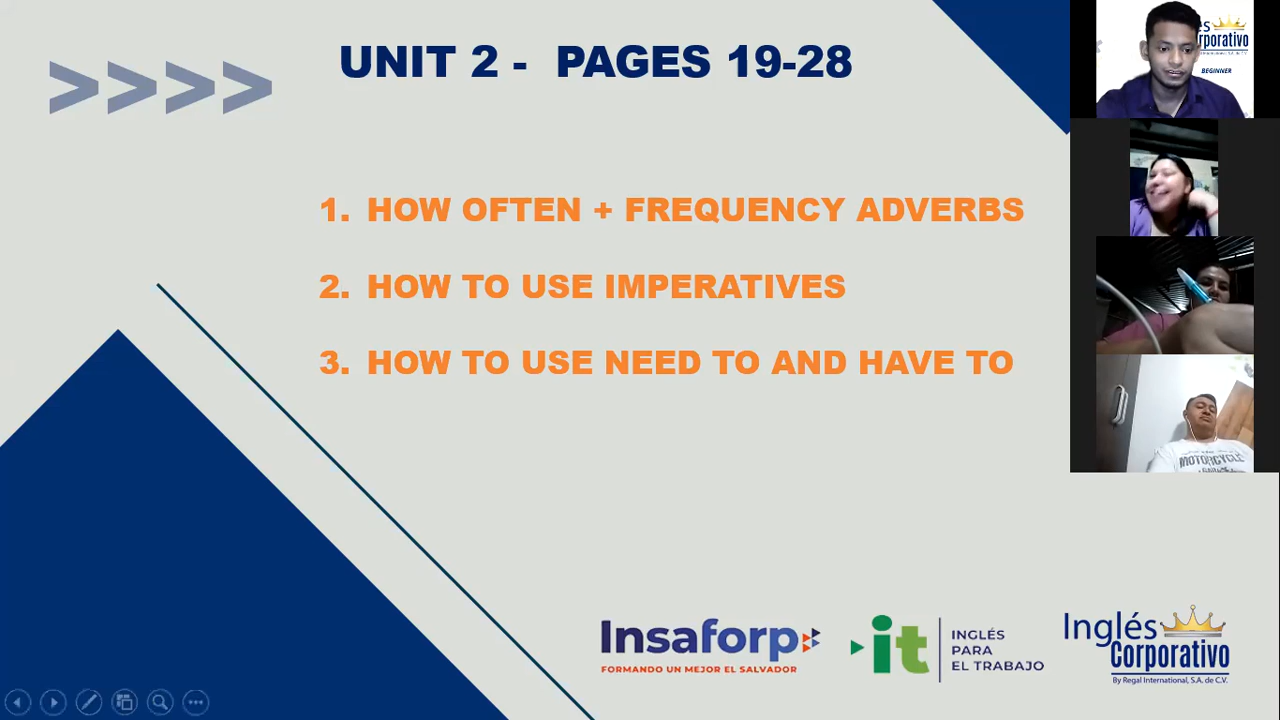 UNIT 2 - PAGES 19-28
>>>>
1. HOW OFTEN + FREQUENCY ADVERBS
2. HOW TO USE IMPERATIVES
3. HOW TO USE NEED TO AND HAVE TO
Insaforp
FORMANDO UN MEJOR EL SALVADOR
it
INGLÉS
PARA
EL TRABAJO
Inglés
Corporativo
By Regal International, S.A. de C.V.
BEGINNER
MOTORCYCLE